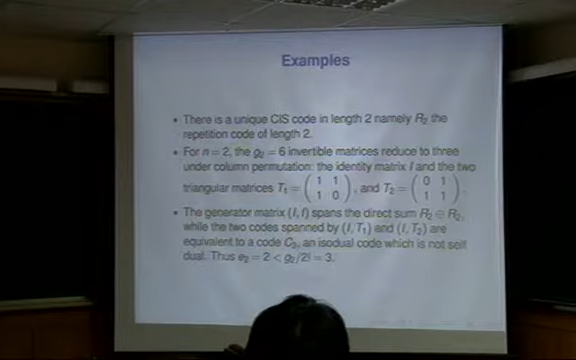 Examples
• There is a unique CIS code in length 2 namely R₂ the
repetition code of length 2.
• For n = 2, the g₂ = 6 invertible matrices reduce to three
under column permutation: the identity matrix I and the two
triangular matrices T₁ = ( 1 1 / 1 0 ), and T₂ = ( 0 1 / 1 1 ).
• The generator matrix (I, I) spans the direct sum R₂ ⊕ R₂,
while the two codes spanned by (I, T₁) and (I, T₂) are
equivalent to a code C₂, an isodual code which is not self
dual. Thus e₂ = 2 < g₂/2! = 3.